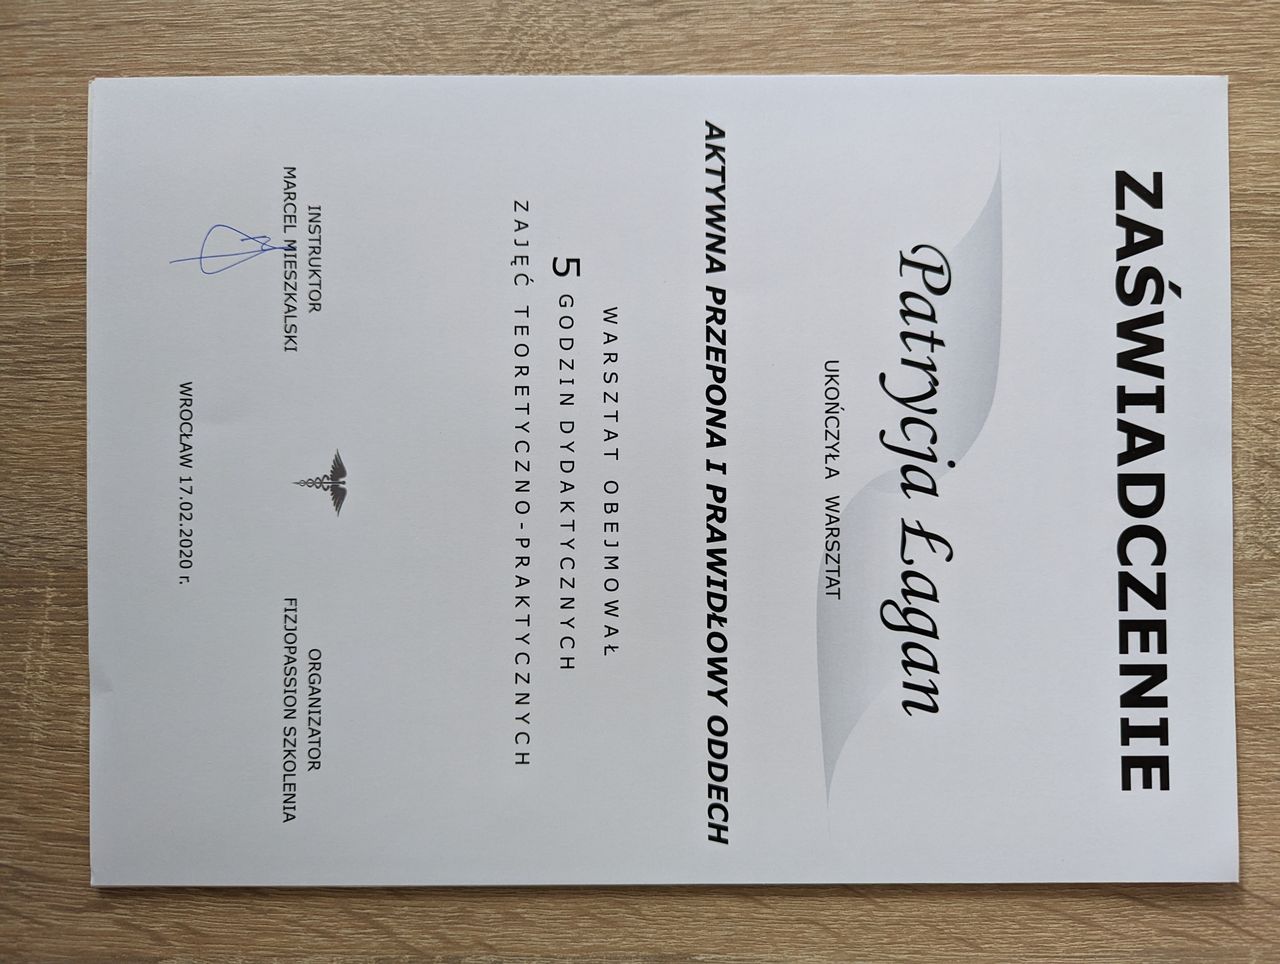 ZAŚWIADCZENIE
Patrycja Łagan
UKOŃCZYŁA WARSZTAT
AKTYWNA PRZEPONA I PRAWIDŁOWY ODDECH
WARSZTAT OBEJMOWAŁ
5 GODZIN DYDAKTYCZNYCH
ZAJĘĆ TEORETYCZNO-PRAKTYCZNYCH
INSTRUKTOR
MARCEL MIESZKALSKI
ORGANIZATOR
FIZJOPASSION SZKOLENIA
WROCŁAW 17.02.2020 r.